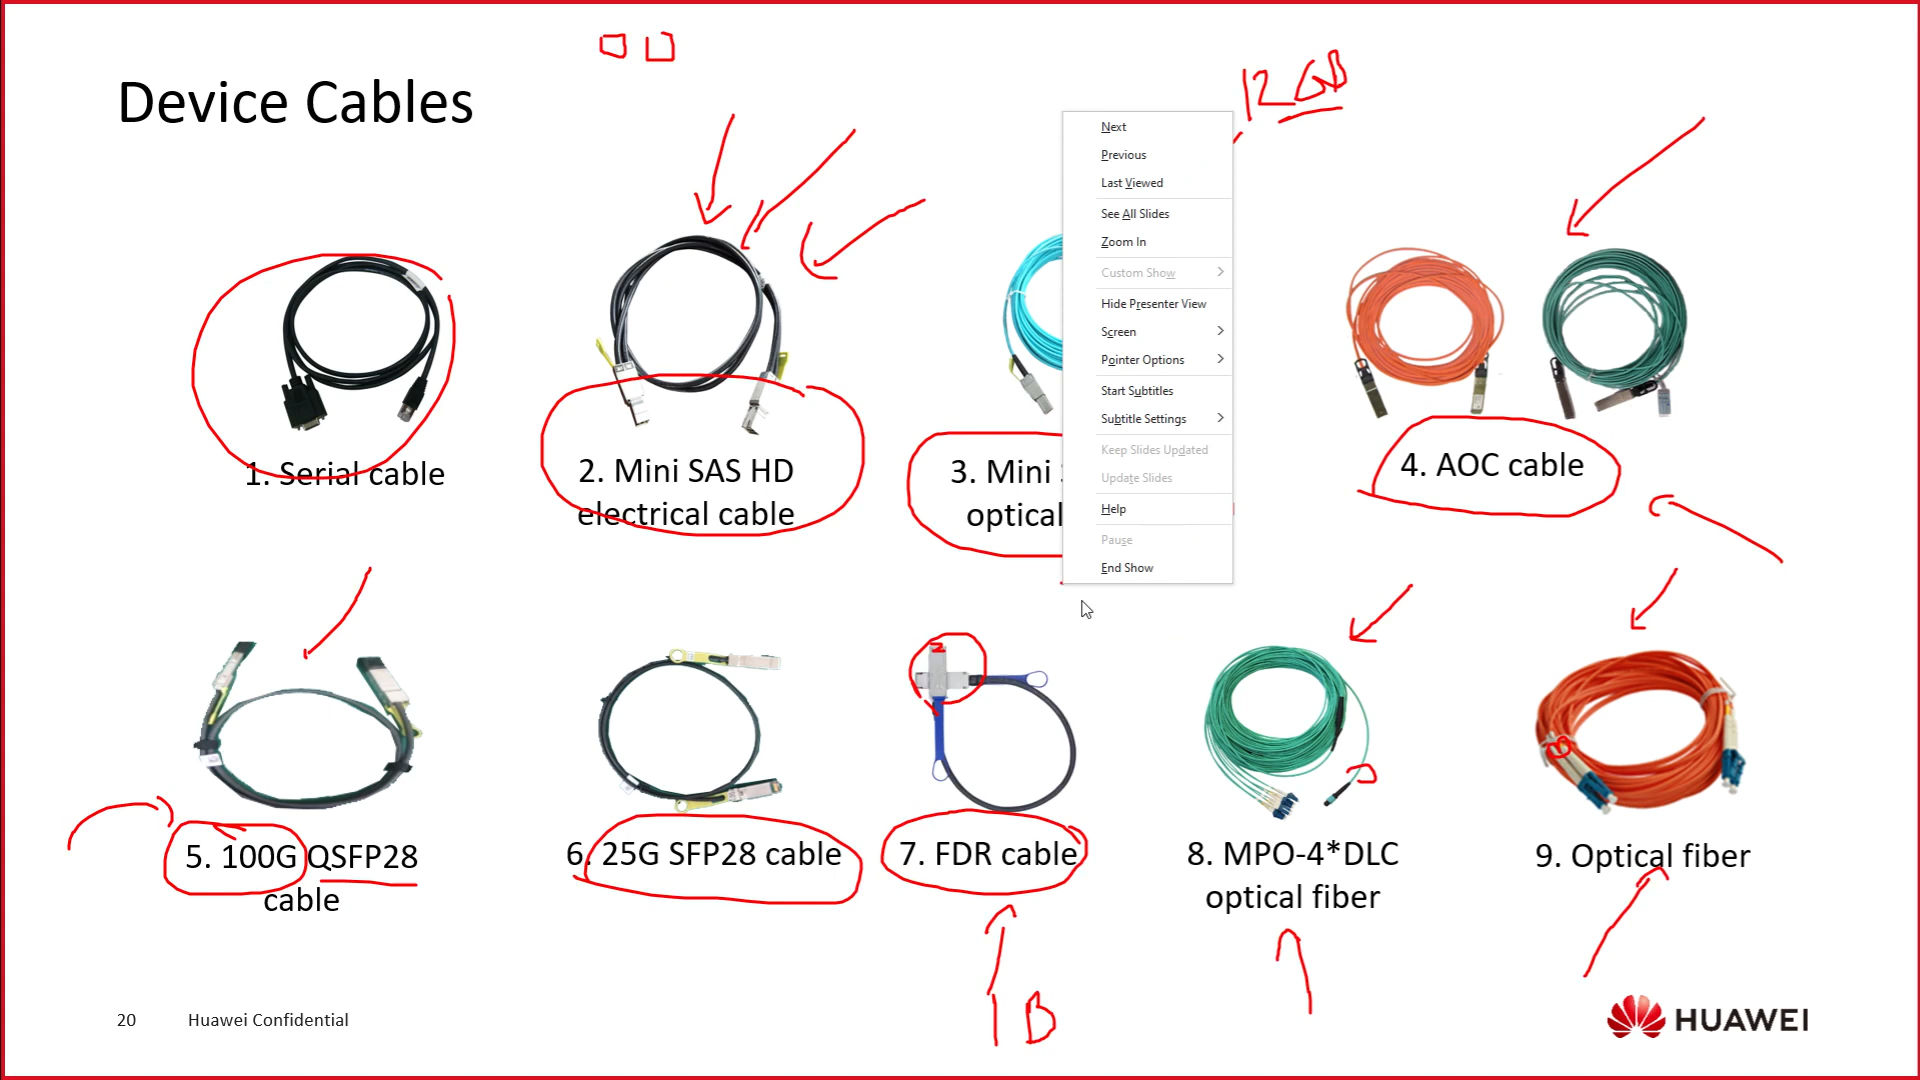 Device Cables
12GB
Next
Previous
Last Viewed
See All Slides
Zoom In
Custom Show
Hide Presenter View
Screen
Pointer Options
Start Subtitles
Subtitle Settings
Keep Slides Updated
Update Slides
Help
Pause
End Show
1. Serial cable
2. Mini SAS HD
electrical cable
3. Mini
optical
4. AOC cable
5. 100G QSFP28
cable
6. 25G SFP28 cable
7. FDR cable
8. MPO-4*DLC
optical fiber
9. Optical fiber
IB
20
Huawei Confidential
HUAWEI